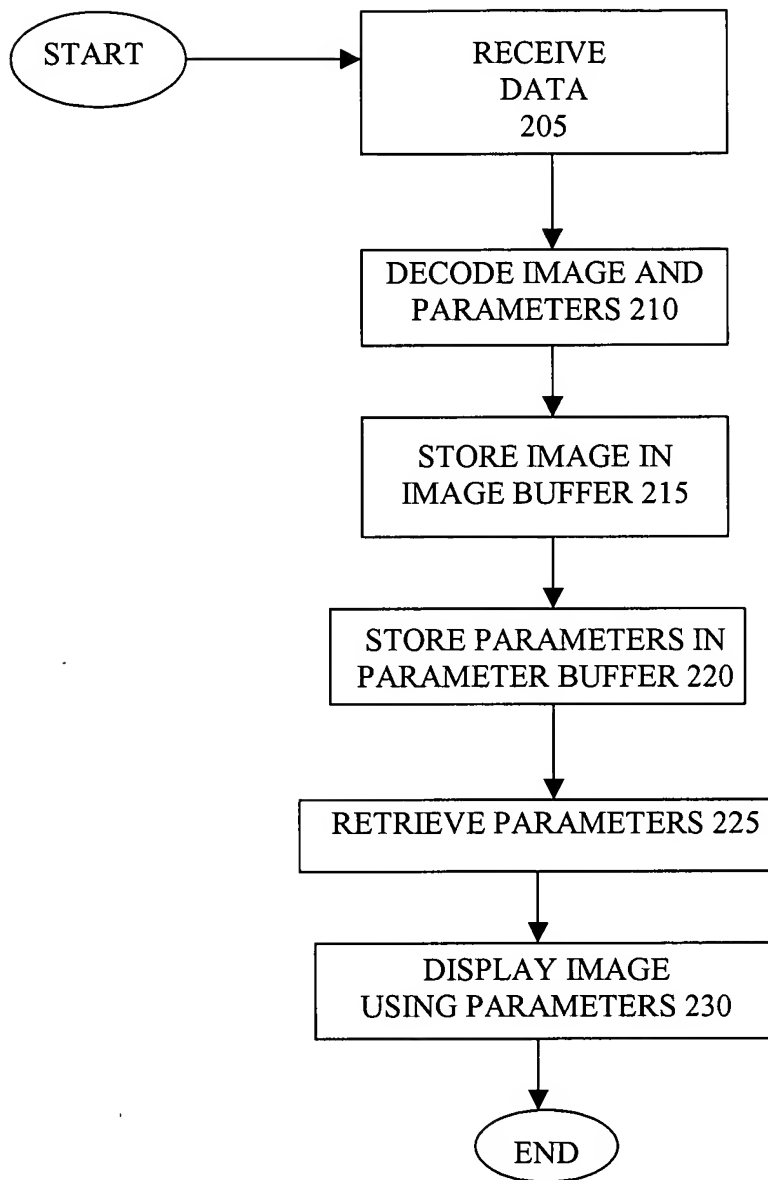 START
RECEIVE
DATA
205
DECODE IMAGE AND
PARAMETERS 210
STORE IMAGE IN
IMAGE BUFFER 215
STORE PARAMETERS IN
PARAMETER BUFFER 220
RETRIEVE PARAMETERS 225
DISPLAY IMAGE
USING PARAMETERS 230
END